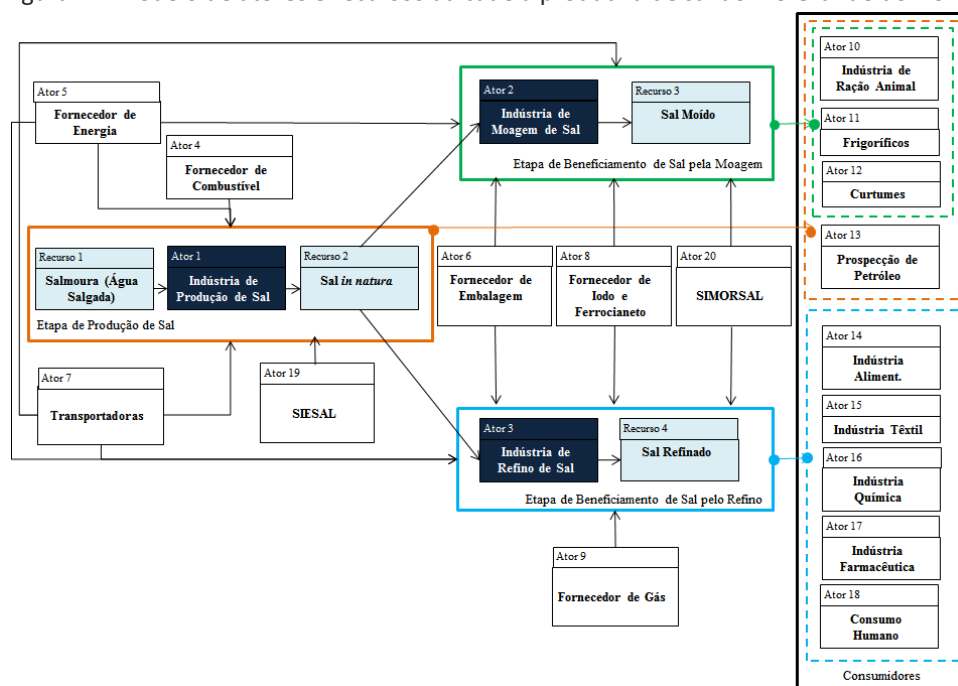 Ator 5
Fornecedor de
Energia
Ator 4
Fornecedor de
Combustível
Ator 2
Indústria de
Moagem de Sal
Recurso 3
Sal Moído
Etapa de Beneficiamento de Sal pela Moagem
Ator 10
Indústria de
Ração Animal
Ator 11
Frigoríficos
Ator 12
Curtumes
Ator 13
Prospecção de
Petróleo
Recurso 1
Salmoura (Água
Salgada)
Ator 1
Indústria de
Produção de Sal
Recurso 2
Sal in natura
Etapa de Produção de Sal
Ator 6
Fornecedor de
Embalagem
Ator 8
Fornecedor de
Iodo e
Ferrocianeto
Ator 20
SIMORSAL
Ator 7
Transportadoras
Ator 19
SIESAL
Ator 3
Indústria de
Refino de Sal
Recurso 4
Sal Refinado
Etapa de Beneficiamento de Sal pelo Refino
Ator 9
Fornecedor de Gás
Ator 14
Indústria
Aliment.
Ator 15
Indústria Têxtil
Ator 16
Indústria
Química
Ator 17
Indústria
Farmacêutica
Ator 18
Consumo
Humano
Consumidores